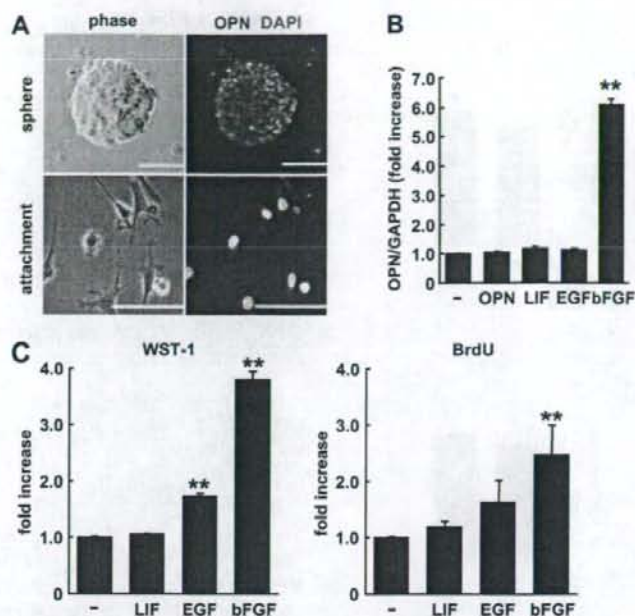 A
phase
OPN DAPI
sphere
attachment
B
OPN/GAPDH (fold increase)
7.0
6.0
5.0
4.0
3.0
2.0
1.0
0
**
– OPN LIF EGF bFGF
C
WST-1
fold increase
4.0
3.0
2.0
1.0
0
**
**
– LIF EGF bFGF
BrdU
fold increase
4.0
3.0
2.0
1.0
0
**
– LIF EGF bFGF